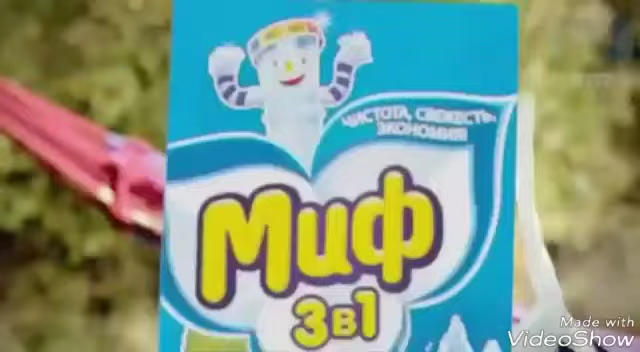 ЧИСТОТА, СВЕЖЕСТЬ,
ЭКОНОМИЯ
Миф
3в1
Made with
VideoShow